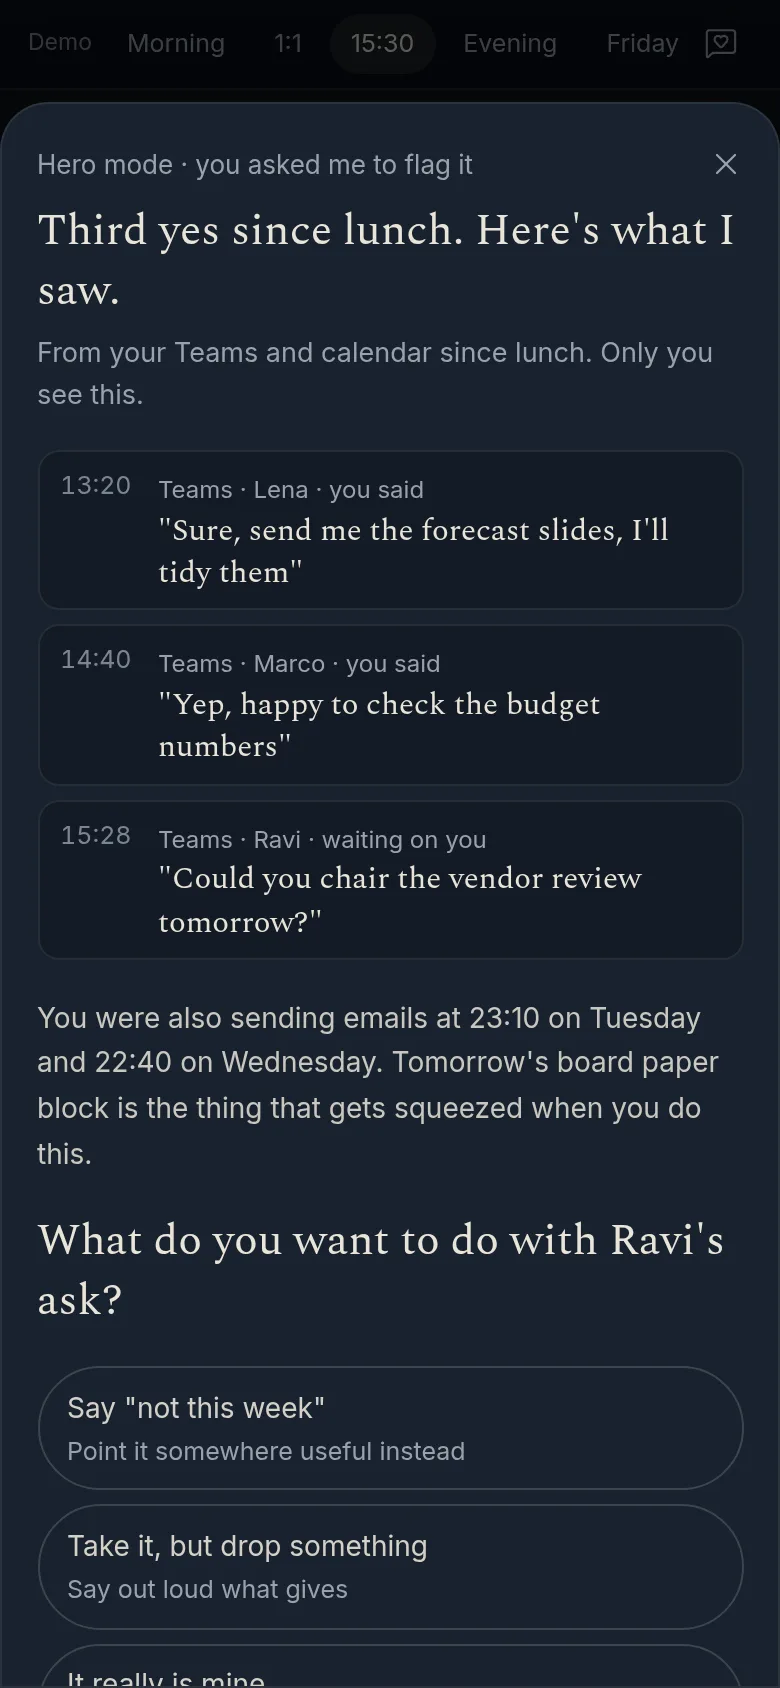 Demo Morning 1:1 15:30 Evening Friday
Hero mode · you asked me to flag it
Third yes since lunch. Here's what I
saw.
From your Teams and calendar since lunch. Only you
see this.
13:20 Teams · Lena · you said
"Sure, send me the forecast slides, I'll
tidy them"
14:40 Teams · Marco · you said
"Yep, happy to check the budget
numbers"
15:28 Teams · Ravi · waiting on you
"Could you chair the vendor review
tomorrow?"
You were also sending emails at 23:10 on Tuesday
and 22:40 on Wednesday. Tomorrow's board paper
block is the thing that gets squeezed when you do
this.
What do you want to do with Ravi's
ask?
Say "not this week"
Point it somewhere useful instead
Take it, but drop something
Say out loud what gives
It really is mine